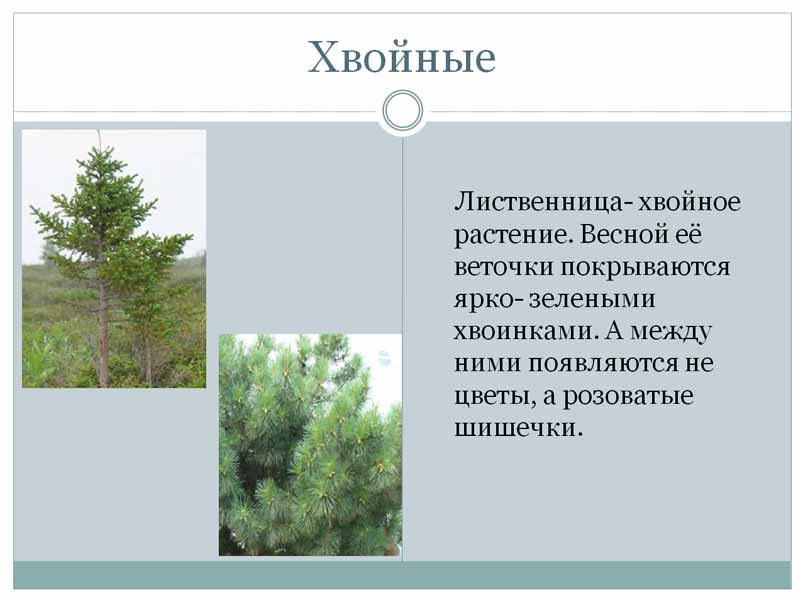 Хвойные
Лиственница- хвойное
растение. Весной её
веточки покрываются
ярко- зелеными
хвоинками. А между
ними появляются не
цветы, а розоватые
шишечки.